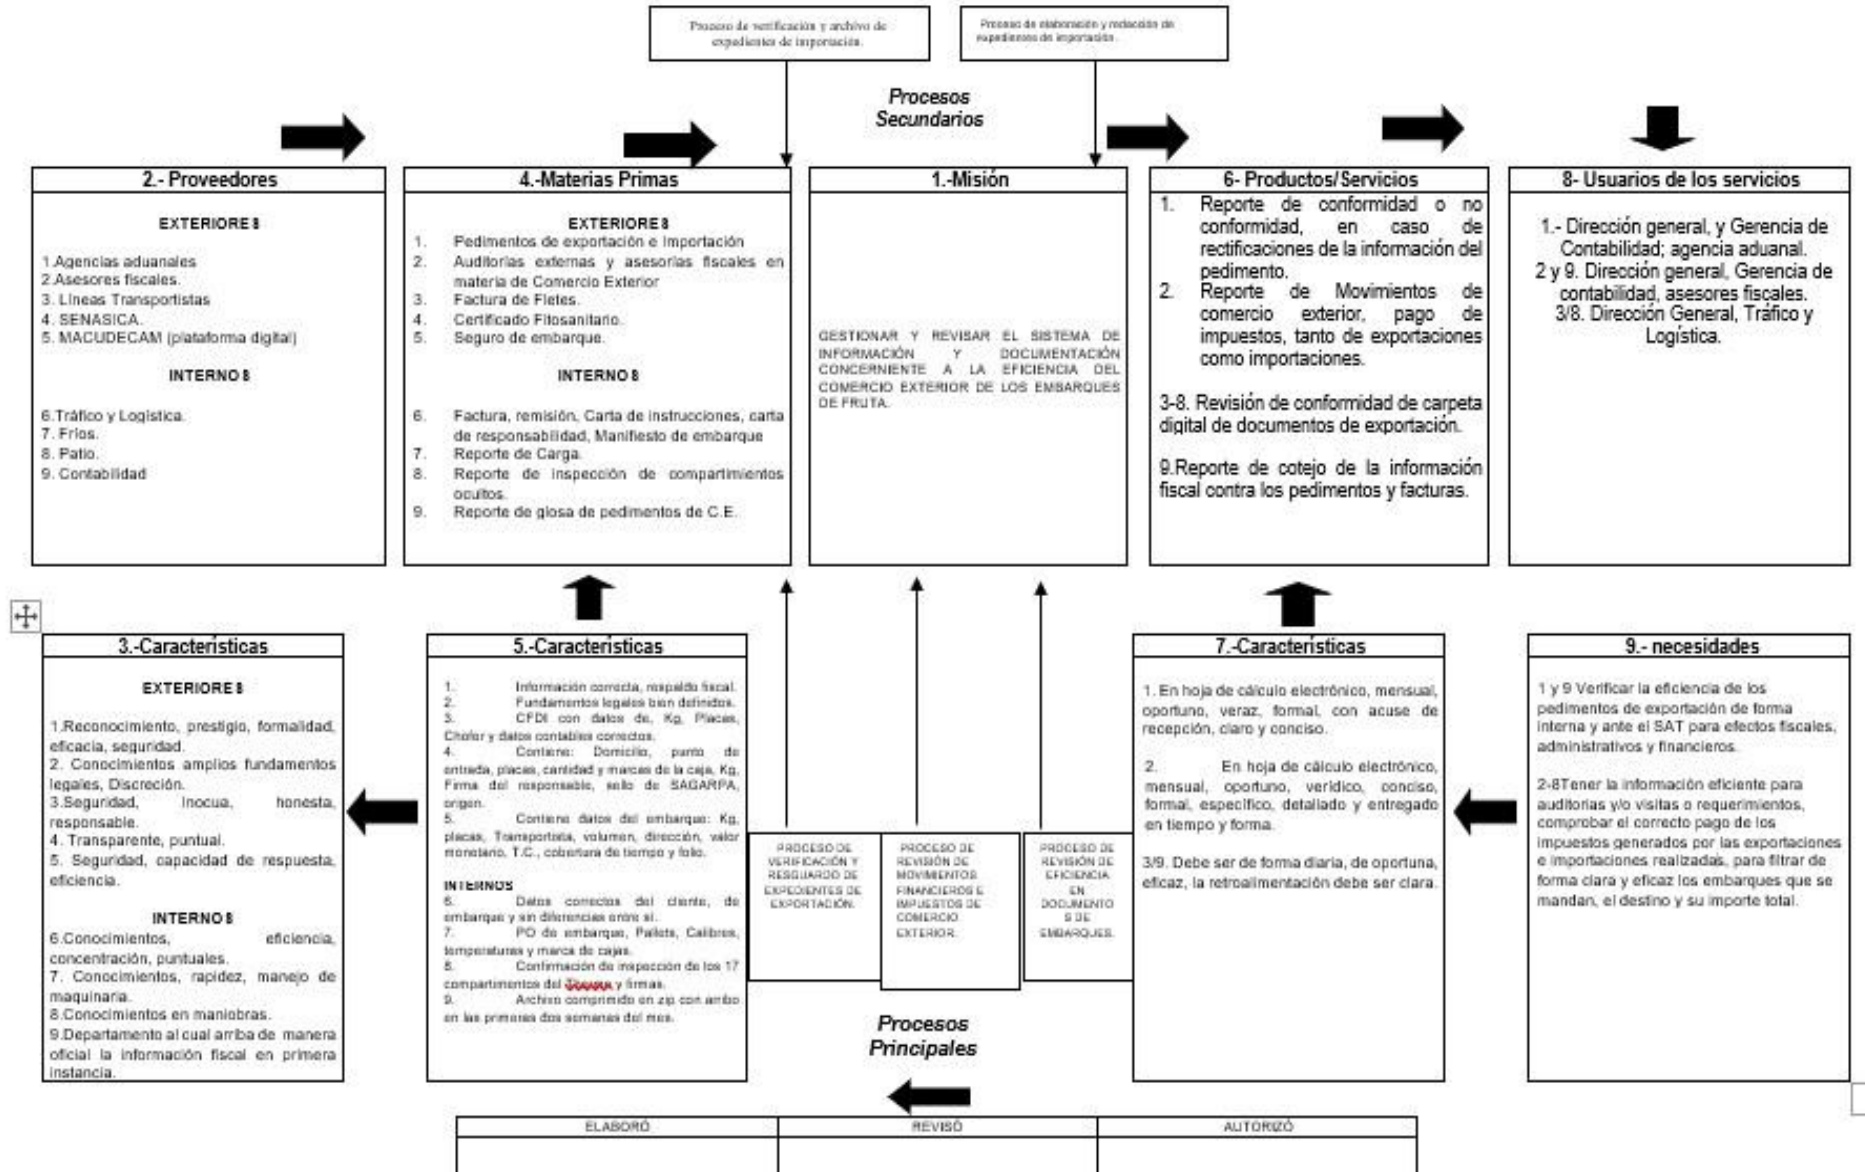 Proceso de verificación y archivo de
expedientes de importación.
Proceso de elaboración y redacción de
expedientes de importación.
Procesos
Secundarios
2.- Proveedores
EXTERIORES
1.Agencias aduanales
2.Asesores fiscales.
3. Líneas Transportistas
4. SENASICA.
5. MACUDECAM (plataforma digital)
INTERNOS
6.Tráfico y Logística.
7. Fríos.
8. Patio.
9. Contabilidad
4.-Materias Primas
EXTERIORES
1. Pedimentos de exportación e Importación
2. Auditorías externas y asesorías fiscales en
materia de Comercio Exterior
3. Factura de Fletes.
4. Certificado Fitosanitario.
5. Seguro de embarque.
INTERNOS
6. Factura, remisión, Carta de instrucciones, carta
de responsabilidad, Manifiesto de embarque
7. Reporte de Carga.
8. Reporte de inspección de compartimientos
ocultos.
9. Reporte de glosa de pedimentos de C.E.
1.-Misión
GESTIONAR Y REVISAR EL SISTEMA DE
INFORMACIÓN Y DOCUMENTACIÓN
CONCERNIENTE A LA EFICIENCIA DEL
COMERCIO EXTERIOR DE LOS EMBARQUES
DE FRUTA.
6- Productos/Servicios
1. Reporte de conformidad o no
conformidad, en caso de
rectificaciones de la información del
pedimento.
2. Reporte de Movimientos de
comercio exterior, pago de
impuestos, tanto de exportaciones
como importaciones.
3-8. Revisión de conformidad de carpeta
digital de documentos de exportación.
9.Reporte de cotejo de la información
fiscal contra los pedimentos y facturas.
8- Usuarios de los servicios
1.- Dirección general, y Gerencia de
Contabilidad; agencia aduanal.
2 y 9. Dirección general, Gerencia de
contabilidad, asesores fiscales.
3/8. Dirección General, Tráfico y
Logística.
3.-Características
EXTERIORES
1.Reconocimiento, prestigio, formalidad,
eficacia, seguridad.
2. Conocimientos amplios fundamentos
legales, Discreción.
3.Seguridad, Inocua, honesta,
responsable.
4. Transparente, puntual.
5. Seguridad, capacidad de respuesta,
eficiencia.
INTERNOS
6.Conocimientos, eficiencia,
concentración, puntuales.
7. Conocimientos, rapidez, manejo de
maquinaria.
8.Conocimientos en maniobras.
9.Departamento al cual arriba de manera
oficial la información fiscal en primera
instancia.
5.-Características
1. Información correcta, respaldo fiscal.
2. Fundamentos legales bien definidos.
3. CFDI con datos de, Kg, Placas,
Chofer y datos contables correctos.
4. Contiene: Domicilio, punto de
entrada, placas, cantidad y marcas de la caja, Kg,
Firma del responsable, sello de SAGARPA,
origen.
5. Contiene datos del embarque: Kg,
placas, Transportista, volumen, dirección, valor
monetario, T.C., cobertura de tiempo y folio.
INTERNOS
6. Datos correctos del cliente, de
embarque y sin diferencias entre sí.
7. PO de embarque, Pallets, Calibres,
temperaturas y marca de cajas.
8. Confirmación de inspección de los 17
compartimentos del y firmas.
9. Archivo comprimido en zip con arribo
en las primeras dos semanas del mes.
PROCESO DE
VERIFICACIÓN Y
RESGUARDO DE
EXPEDIENTES DE
EXPORTACIÓN.
PROCESO DE
REVISIÓN DE
MOVIMIENTOS
FINANCIEROS E
IMPUESTOS DE
COMERCIO
EXTERIOR.
PROCESO DE
REVISIÓN DE
EFICIENCIA
EN
DOCUMENTO
S DE
EMBARQUES.
Procesos
Principales
7.-Características
1. En hoja de cálculo electrónico, mensual,
oportuno, veraz, formal, con acuse de
recepción, claro y conciso.
2. En hoja de cálculo electrónico,
mensual, oportuno, verídico, conciso,
formal, específico, detallado y entregado
en tiempo y forma.
3/9. Debe ser de forma diaria, de oportuna,
eficaz, la retroalimentación debe ser clara.
9.- necesidades
1 y 9 Verificar la eficiencia de los
pedimentos de exportación de forma
interna y ante el SAT para efectos fiscales,
administrativos y financieros.
2-8Tener la información eficiente para
auditorías y/o visitas o requerimientos,
comprobar el correcto pago de los
impuestos generados por las exportaciones
e importaciones realizadas, para filtrar de
forma clara y eficaz los embarques que se
mandan, el destino y su importe total.
ELABORÓ
REVISÓ
AUTORIZÓ